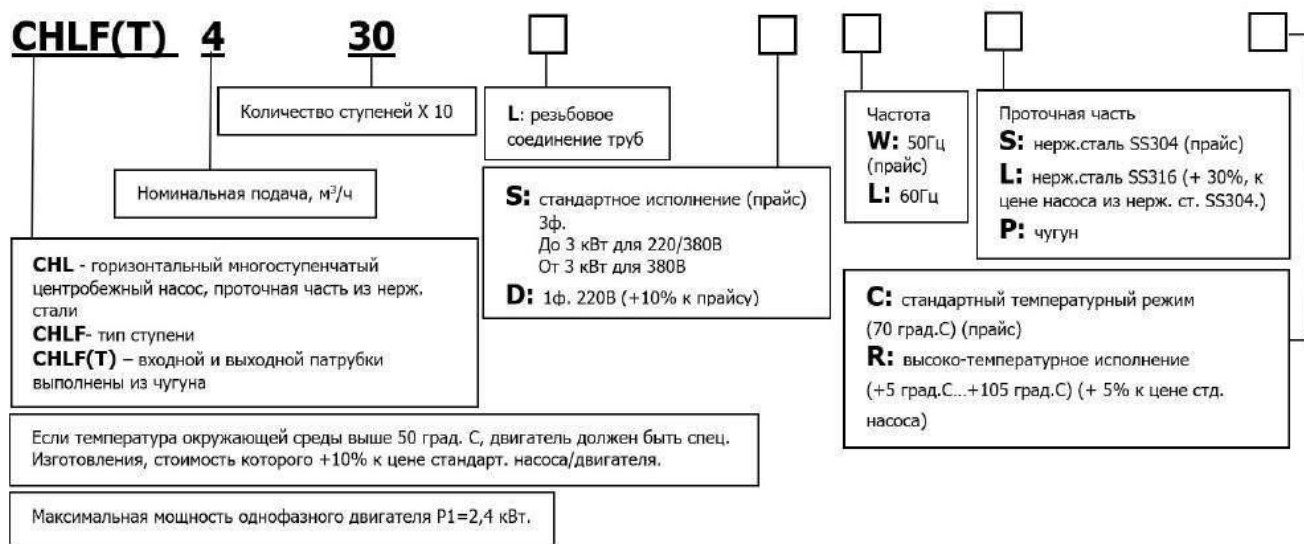 CHLF(T) 4 30
Количество ступеней X 10
L: резьбовое
соединение труб
Частота
W: 50Гц
(прайс)
L: 60Гц
Проточная часть
S: нерж.сталь SS304 (прайс)
L: нерж.сталь SS316 (+ 30%, к
цене насоса из нерж. ст. SS304.)
P: чугун
Номинальная подача, м³/ч
S: стандартное исполнение (прайс)
3ф.
До 3 кВт для 220/380В
От 3 кВт для 380В
D: 1ф. 220В (+10% к прайсу)
CHL - горизонтальный многоступенчатый
центробежный насос, проточная часть из нерж.
стали
CHLF- тип ступени
CHLF(T) – входной и выходной патрубки
выполнены из чугуна
C: стандартный температурный режим
(70 град.С) (прайс)
R: высоко-температурное исполнение
(+5 град.С...+105 град.С) (+ 5% к цене стд.
насоса)
Если температура окружающей среды выше 50 град. С, двигатель должен быть спец.
Изготовления, стоимость которого +10% к цене стандарт. насоса/двигателя.
Максимальная мощность однофазного двигателя P1=2,4 кВт.